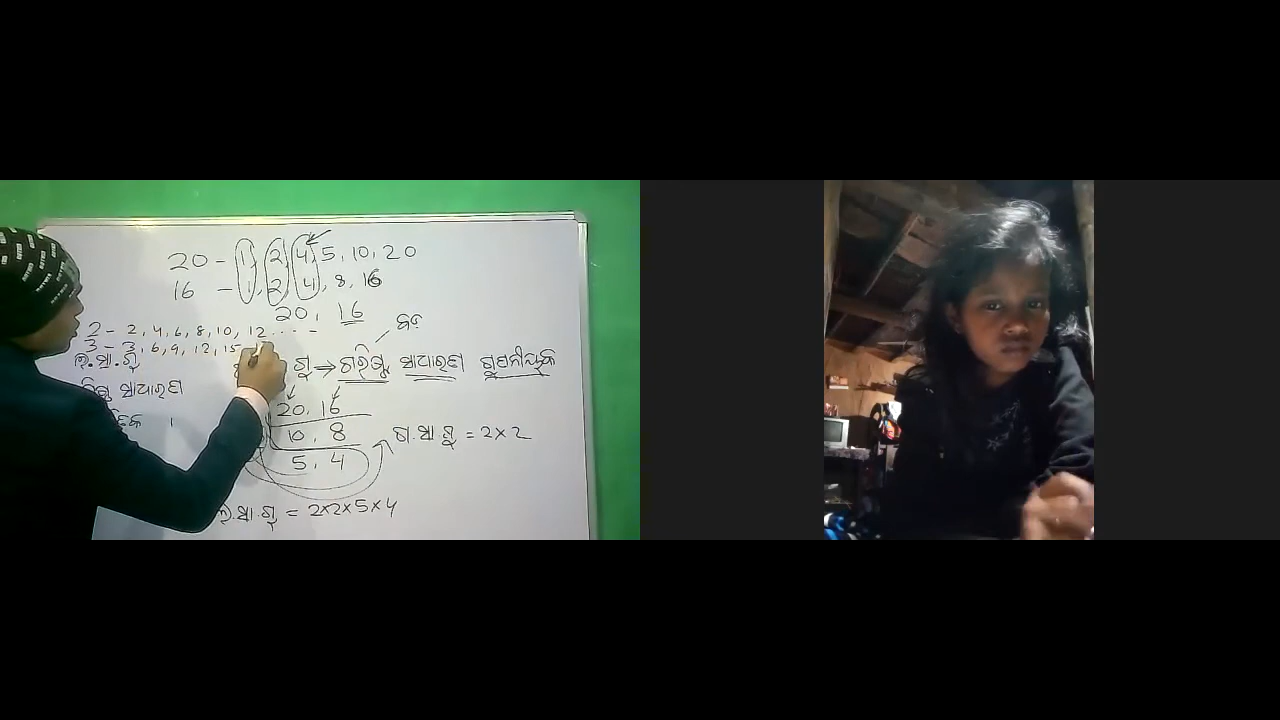 20 - 1, 2, 4, 5, 10, 20
16 - 1, 2, 4, 8, 16
20, 16
ବଡ଼
2 - 2, 4, 6, 8, 10, 12 . . . .
3 - 3, 6, 9, 12, 15
ଲ.ସା.ଗୁ
ଗୁ → ଗରିଷ୍ଠ ସାଧାରଣ ଗୁଣନୀୟକ
ସାଧାରଣ
20, 16
10, 8
ଗ.ସା.ଗୁ = 2×2
5, 4
ଲ.ସା.ଗୁ = 2×2×5×4